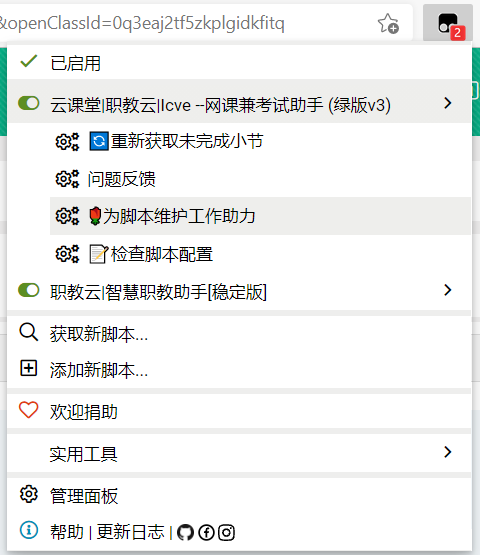 &openClassId=0q3eaj2tf5zkplgidkfitq
2
已启用
云课堂|职教云|Icve --网课兼考试助手 (绿版v3)
重新获取未完成小节
问题反馈
为脚本维护工作助力
检查脚本配置
职教云|智慧职教助手[稳定版]
获取新脚本...
添加新脚本...
欢迎捐助
实用工具
管理面板
帮助 | 更新日志 |